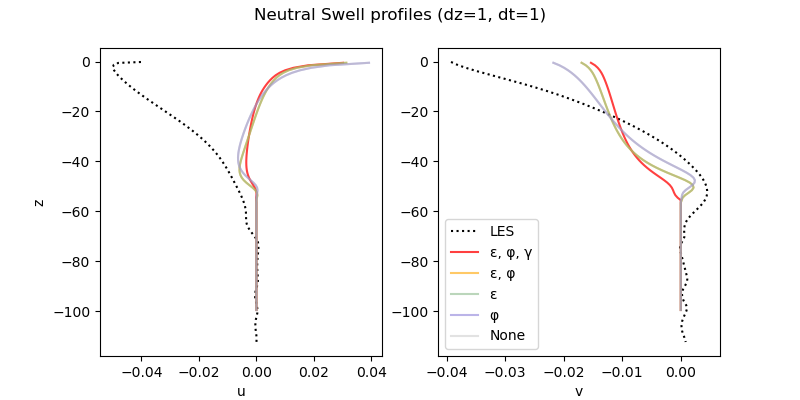 Neutral Swell profiles (dz=1, dt=1)
z
0
−20
−40
−60
−80
−100
−0.04
−0.02
0.00
0.02
0.04
u
0
−20
−40
−60
−80
−100
LES
ε, φ, γ
ε, φ
ε
φ
None
−0.04
−0.03
−0.02
−0.01
0.00
v